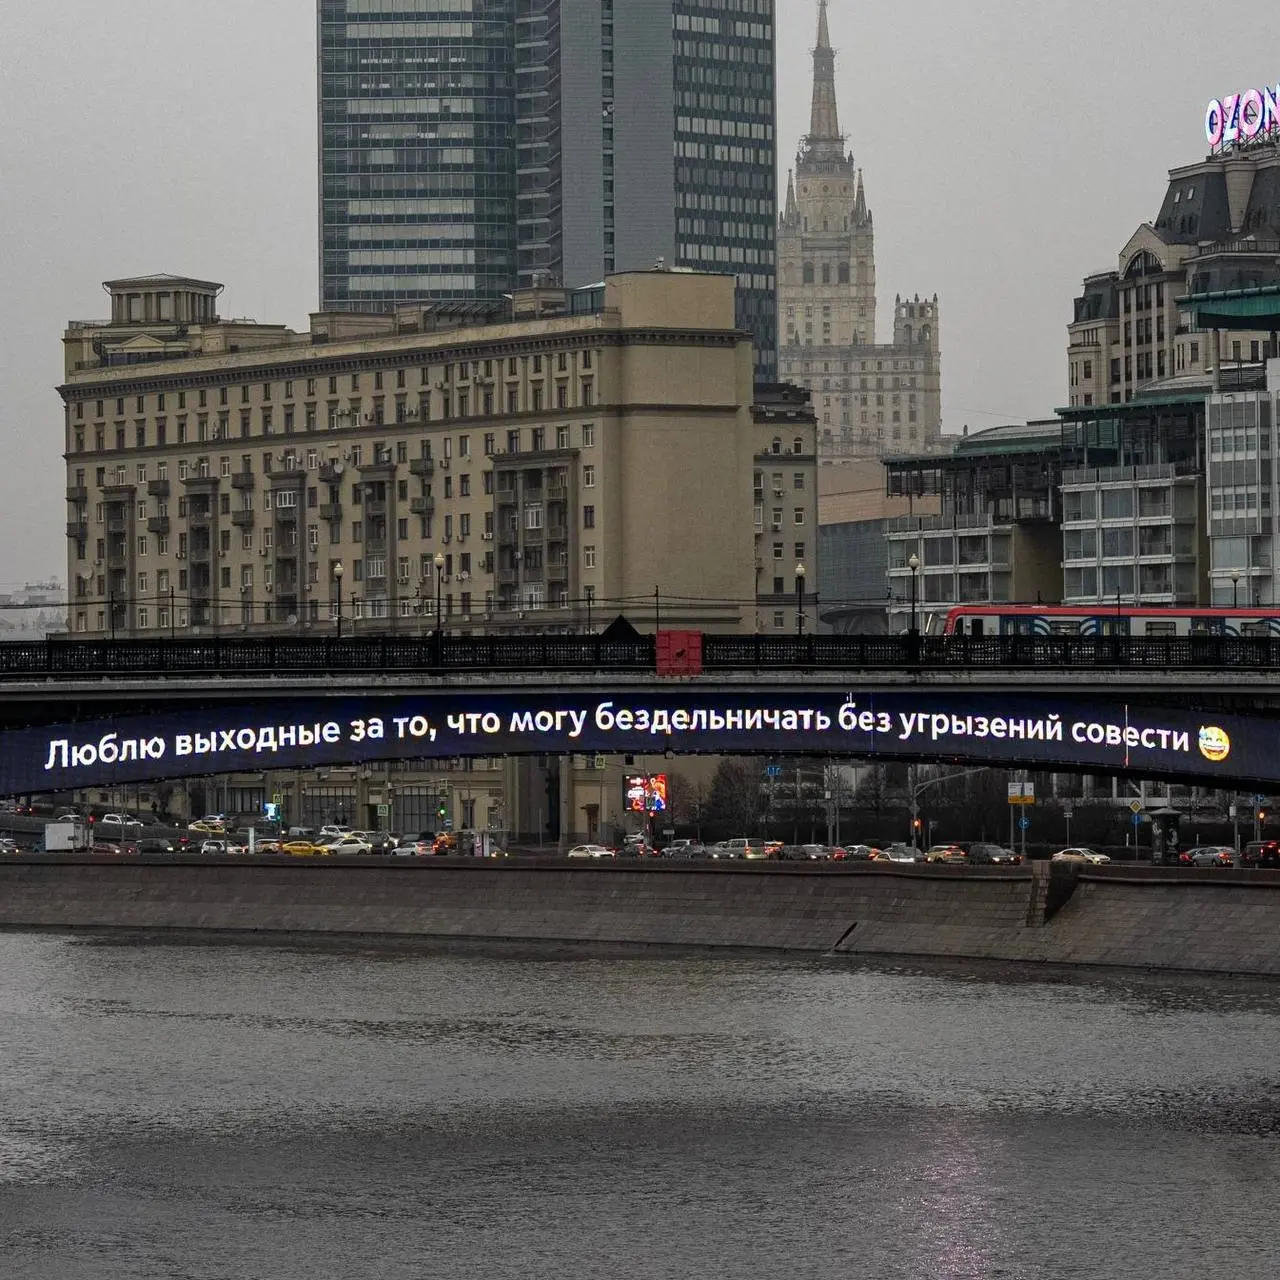 OZON
Люблю выходные за то, что могу бездельничать без угрызений совести 😅